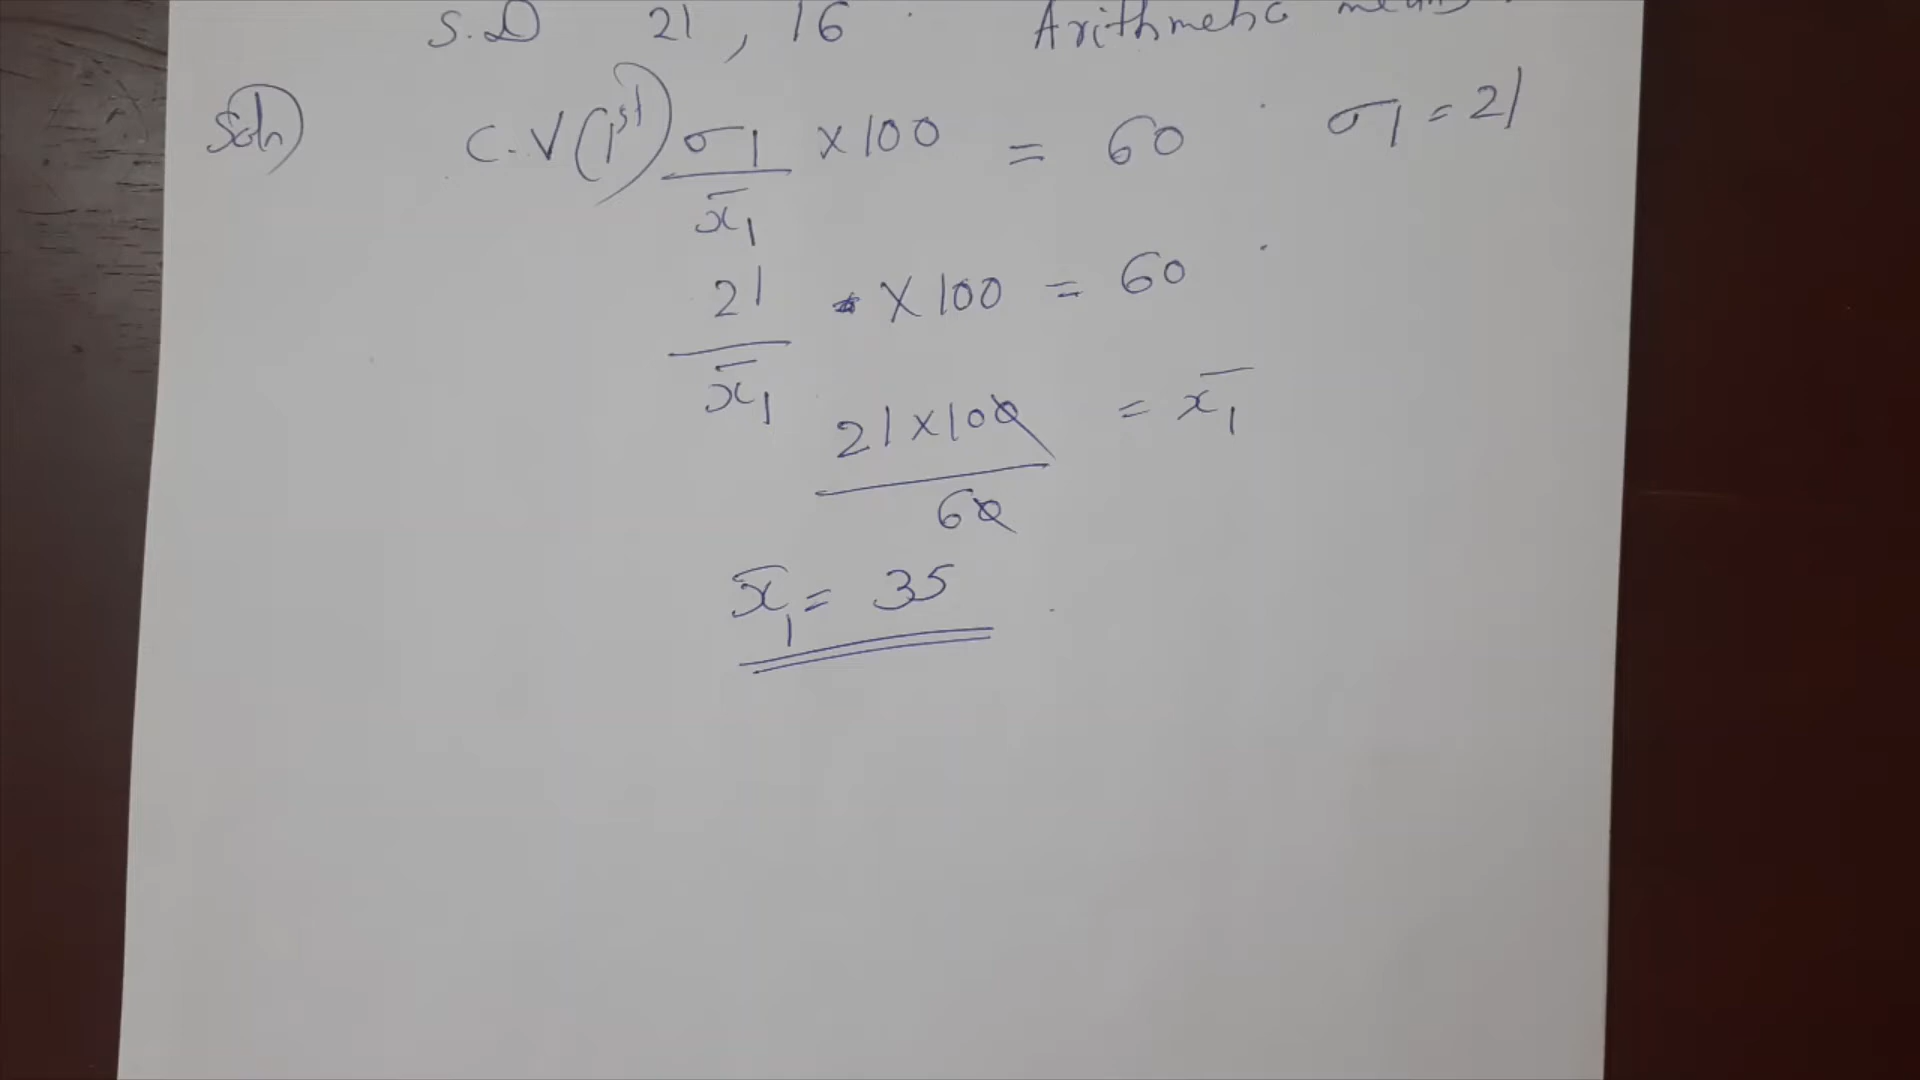 S.D 21, 16. Arithmetic means
Soln) C.V(1st) σ1/x̄1 × 100 = 60 σ1 = 21
21/x̄1 × 100 = 60
21×100/60 = x̄1
x̄1 = 35